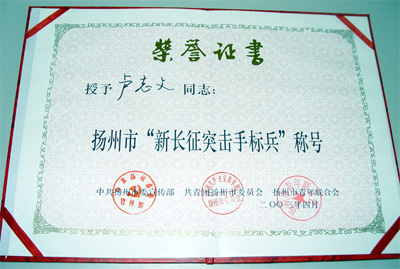 荣誉证书
授予卢志文同志：
扬州市“新长征突击手标兵”称号
中共扬州市委宣传部 共青团扬州市委员会 扬州市青年联合会
二〇〇三年四月